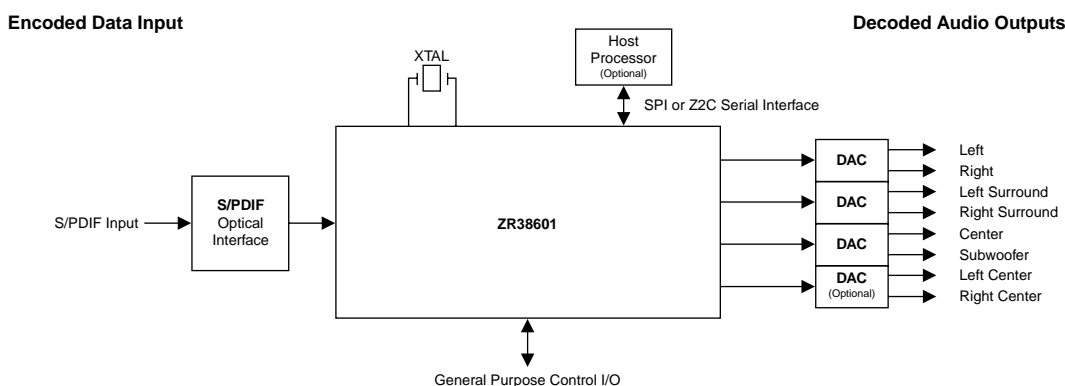 Encoded Data Input
Decoded Audio Outputs
XTAL
Host
Processor
(Optional)
SPI or Z2C Serial Interface
S/PDIF Input
S/PDIF
Optical
Interface
ZR38601
DAC
Left
Right
DAC
Left Surround
Right Surround
DAC
Center
Subwoofer
DAC
(Optional)
Left Center
Right Center
General Purpose Control I/O